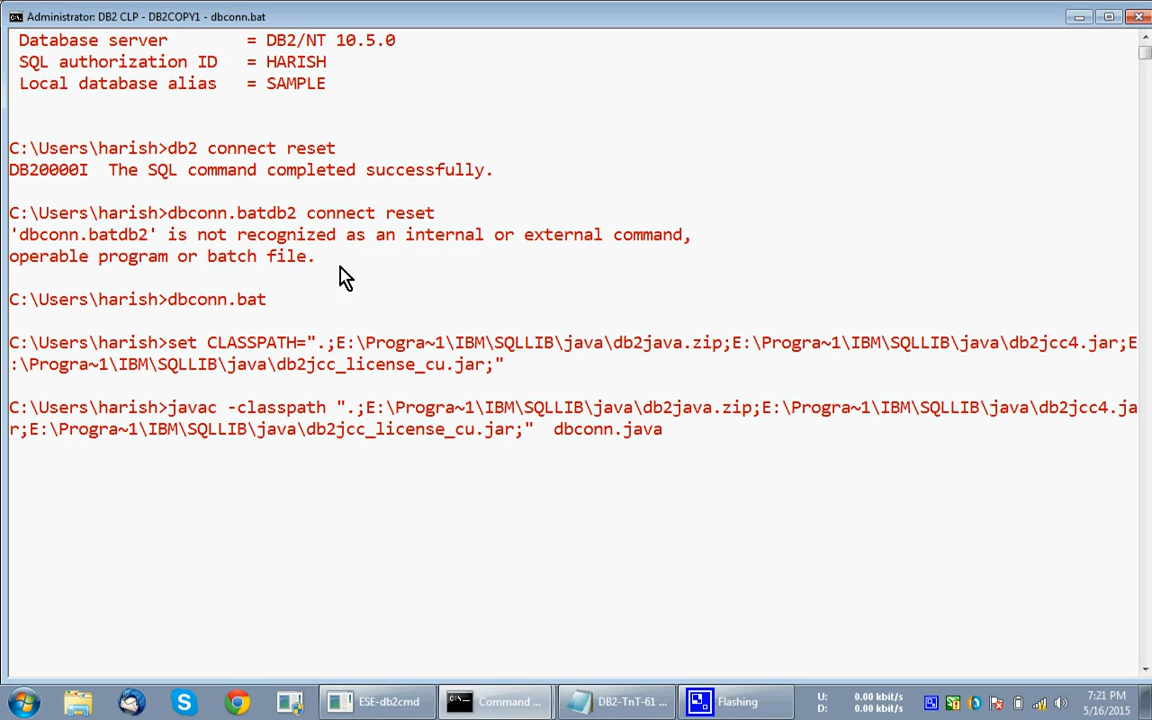 Administrator: DB2 CLP - DB2COPY1 - dbconn.bat
Database server = DB2/NT 10.5.0
SQL authorization ID = HARISH
Local database alias = SAMPLE
C:\Users\harish>db2 connect reset
DB20000I The SQL command completed successfully.
C:\Users\harish>dbconn.batdb2 connect reset
'dbconn.batdb2' is not recognized as an internal or external command,
operable program or batch file.
C:\Users\harish>dbconn.bat
C:\Users\harish>set CLASSPATH=".;E:\Progra~1\IBM\SQLLIB\java\db2java.zip;E:\Progra~1\IBM\SQLLIB\java\db2jcc4.jar;E
:\Progra~1\IBM\SQLLIB\java\db2jcc_license_cu.jar;"
C:\Users\harish>javac -classpath ".;E:\Progra~1\IBM\SQLLIB\java\db2java.zip;E:\Progra~1\IBM\SQLLIB\java\db2jcc4.ja
r;E:\Progra~1\IBM\SQLLIB\java\db2jcc_license_cu.jar;" dbconn.java
ESE-db2cmd
Command ...
DB2-TnT-61 ...
Flashing
U: 0.00 kbit/s
D: 0.00 kbit/s
7:21 PM
5/16/2015